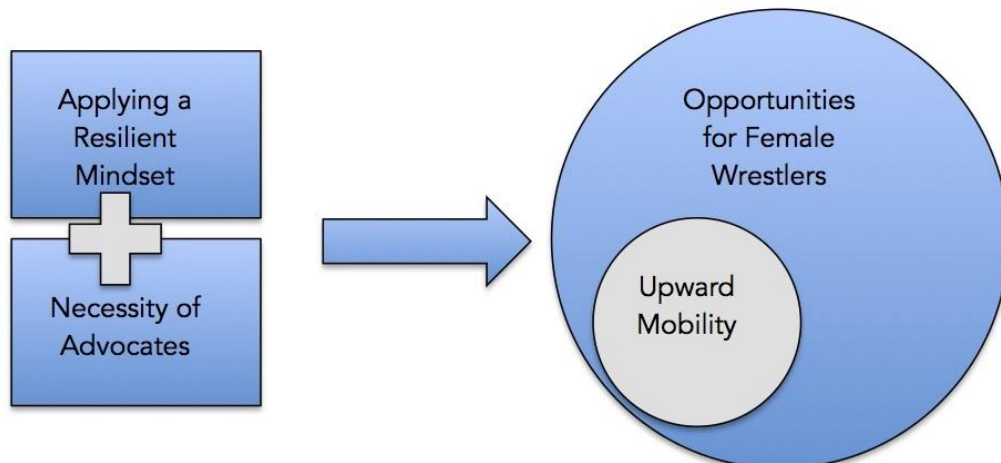 Applying a
Resilient
Mindset
Necessity of
Advocates
Opportunities
for Female
Wrestlers
Upward
Mobility